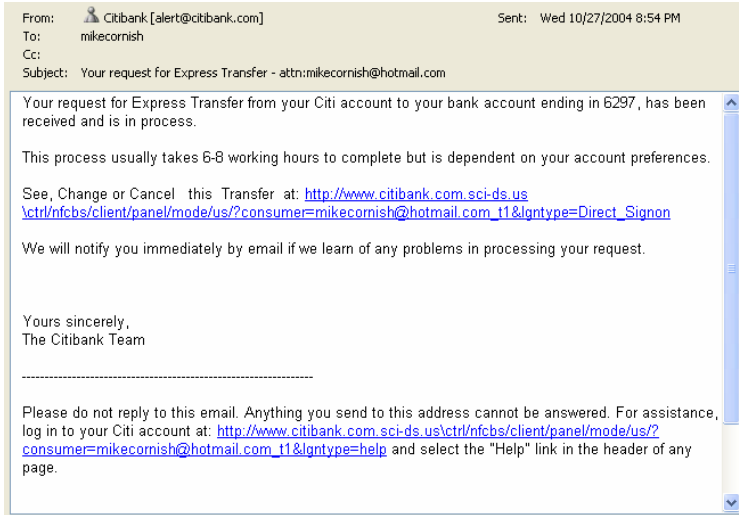 From: Citibank [alert@citibank.com] Sent: Wed 10/27/2004 8:54 PM
To: mikecornish
Cc:
Subject: Your request for Express Transfer - attn:mikecornish@hotmail.com
Your request for Express Transfer from your Citi account to your bank account ending in 6297, has been
received and is in process.
This process usually takes 6-8 working hours to complete but is dependent on your account preferences.
See, Change or Cancel this Transfer at: http://www.citibank.com.sci-ds.us
\ctrl/nfcbs/client/panel/mode/us/?consumer=mikecornish@hotmail.com_t1&lgntype=Direct_Signon
We will notify you immediately by email if we learn of any problems in processing your request.
Yours sincerely,
The Citibank Team
----------------------------------------------------------------
Please do not reply to this email. Anything you send to this address cannot be answered. For assistance,
log in to your Citi account at: http://www.citibank.com.sci-ds.us\ctrl/nfcbs/client/panel/mode/us/?
consumer=mikecornish@hotmail.com_t1&lgntype=help and select the "Help" link in the header of any
page.